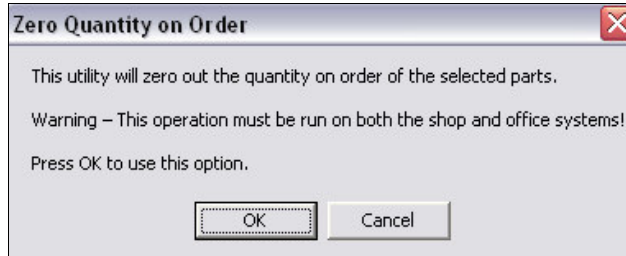 Zero Quantity on Order
This utility will zero out the quantity on order of the selected parts.
Warning – This operation must be run on both the shop and office systems!
Press OK to use this option.
OK Cancel